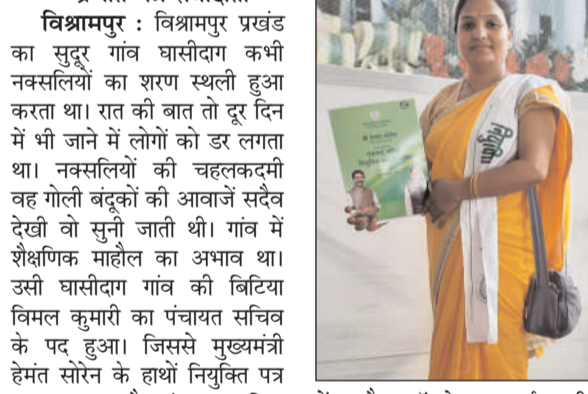 विश्रामपुर : विश्रामपुर प्रखंड
का सुदूर गांव घासीदाग कभी
नक्सलियों का शरण स्थली हुआ
करता था। रात की बात तो दूर दिन
में भी जाने में लोगों को डर लगता
था। नक्सलियों की चहलकदमी
वह गोली बंदूकों की आवाजें सदैव
देखी वो सुनी जाती थी। गांव में
शैक्षणिक माहौल का अभाव था।
उसी घासीदाग गांव की बिटिया
विमल कुमारी का पंचायत सचिव
के पद हुआ। जिससे मुख्यमंत्री
हेमंत सोरेन के हाथों नियुक्ति पत्र